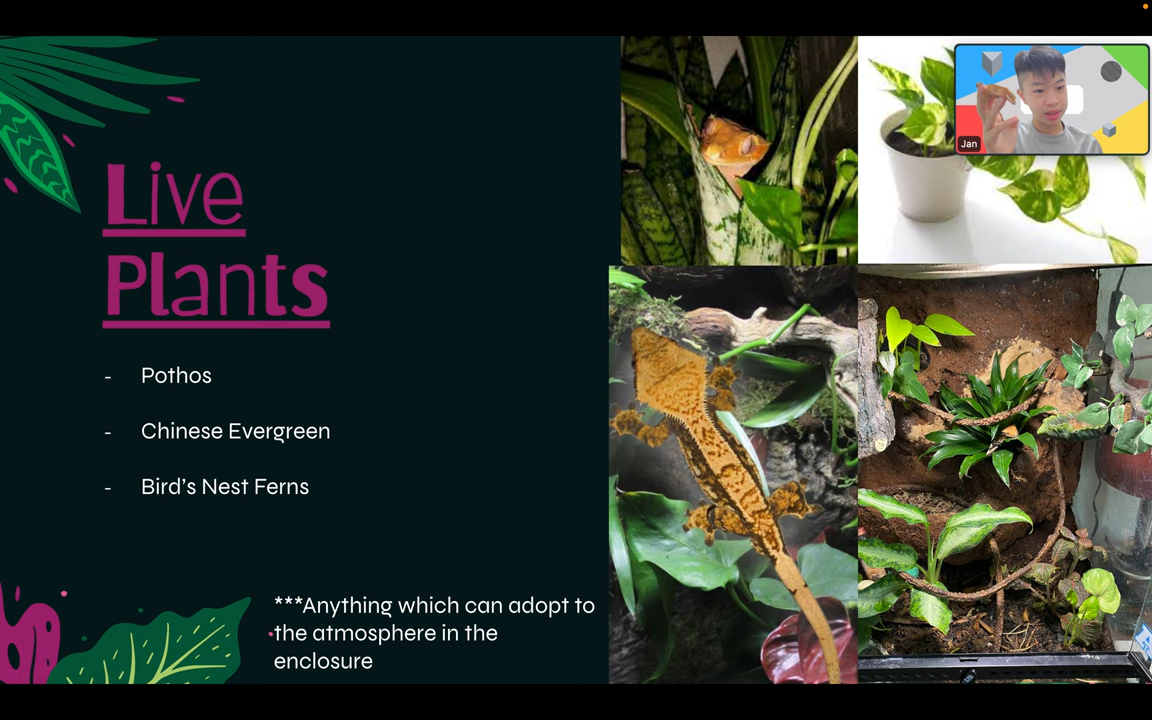 Live
Plants
- Pothos
- Chinese Evergreen
- Bird's Nest Ferns
***Anything which can adopt to
the atmosphere in the
enclosure
Jan